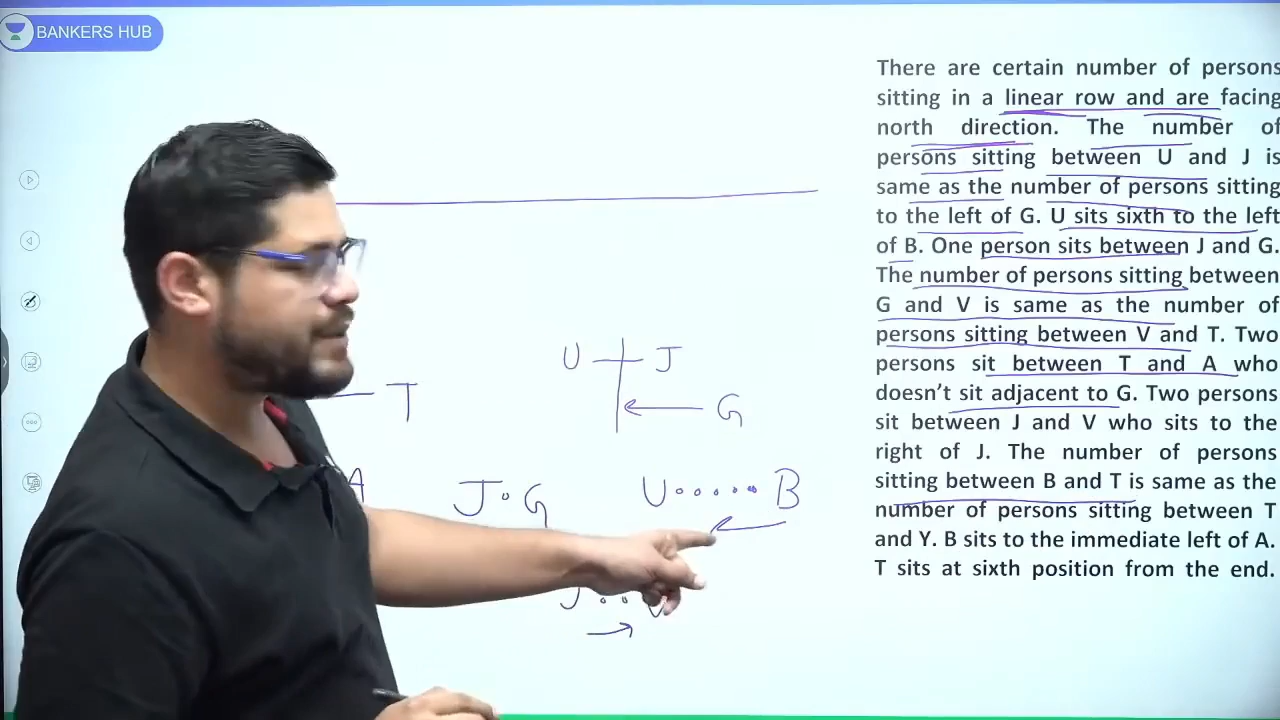 BANKERS HUB
There are certain number of persons
sitting in a linear row and are facing
north direction. The number of
persons sitting between U and J is
same as the number of persons sitting
to the left of G. U sits sixth to the left
of B. One person sits between J and G.
The number of persons sitting between
G and V is same as the number of
persons sitting between V and T. Two
persons sit between T and A who
doesn't sit adjacent to G. Two persons
sit between J and V who sits to the
right of J. The number of persons
sitting between B and T is same as the
number of persons sitting between T
and Y. B sits to the immediate left of A.
T sits at sixth position from the end.
U J
T G
A J G U B
J